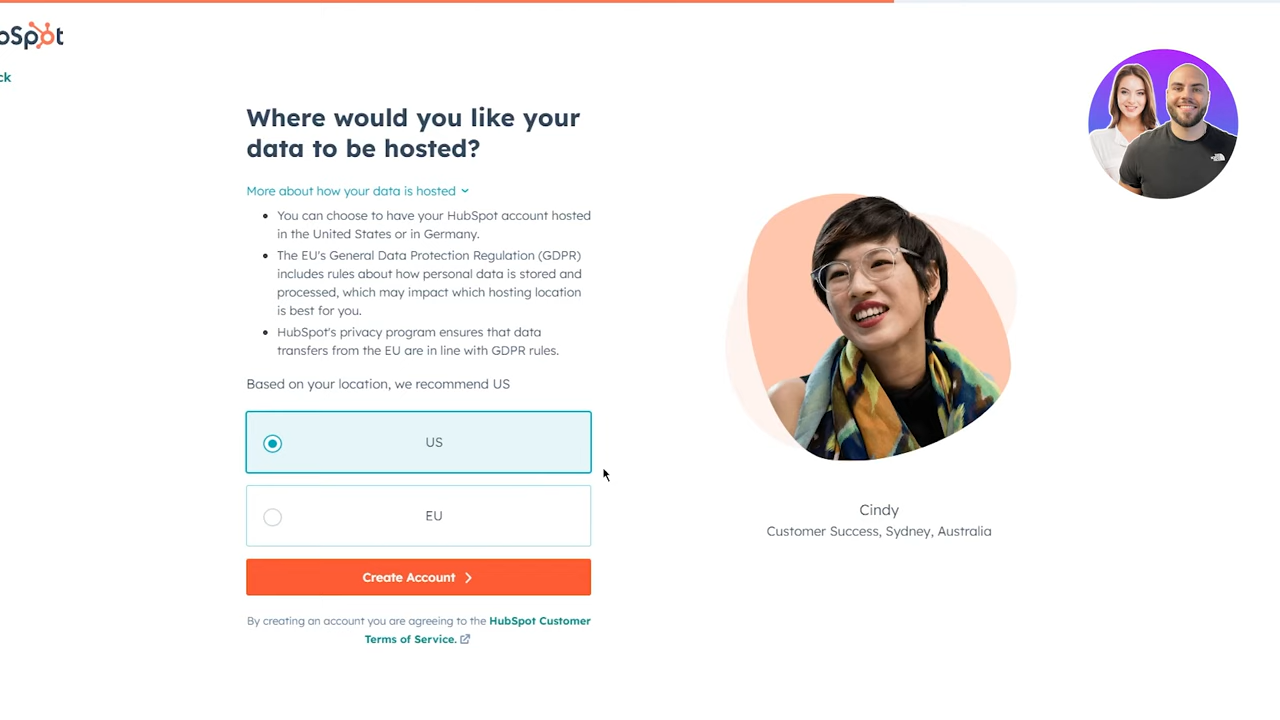 oSpot
ck
Where would you like your
data to be hosted?
More about how your data is hosted
• You can choose to have your HubSpot account hosted
in the United States or in Germany.
• The EU's General Data Protection Regulation (GDPR)
includes rules about how personal data is stored and
processed, which may impact which hosting location
is best for you.
• HubSpot's privacy program ensures that data
transfers from the EU are in line with GDPR rules.
Based on your location, we recommend US
US
EU
Create Account
By creating an account you are agreeing to the HubSpot Customer
Terms of Service.
Cindy
Customer Success, Sydney, Australia